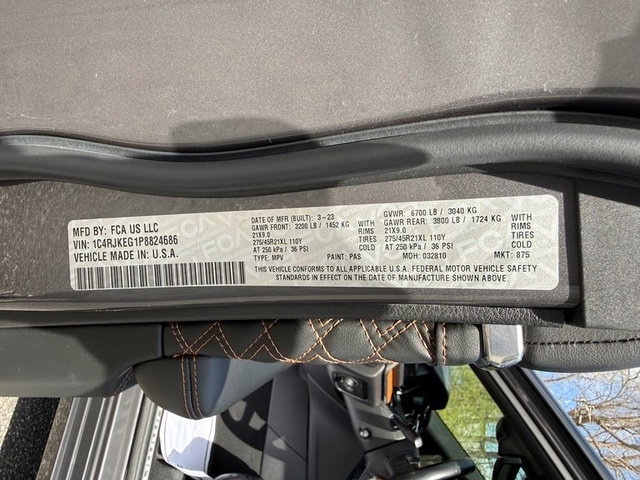 MFD BY: FCA US LLC
VIN: 1C4RJKEG1P8824686
VEHICLE MADE IN: U.S.A.
DATE OF MFR (BUILT): 3-23
GAWR FRONT: 3200 LB / 1452 KG WITH
21X9.0 RIMS
275/45R21XL 110Y TIRES
AT 250 kPa / 36 PSI COLD
TYPE: MPV PAINT: PAS
GVWR: 6700 LB / 3040 KG
GAWR REAR: 3800 LB / 1724 KG WITH
21X9.0 RIMS
275/45R21XL 110Y TIRES
AT 250 kPa / 36 PSI COLD
MDH: 032810 MKT: 875
THIS VEHICLE CONFORMS TO ALL APPLICABLE U.S.A. FEDERAL MOTOR VEHICLE SAFETY
STANDARDS IN EFFECT ON THE DATE OF MANUFACTURE SHOWN ABOVE.